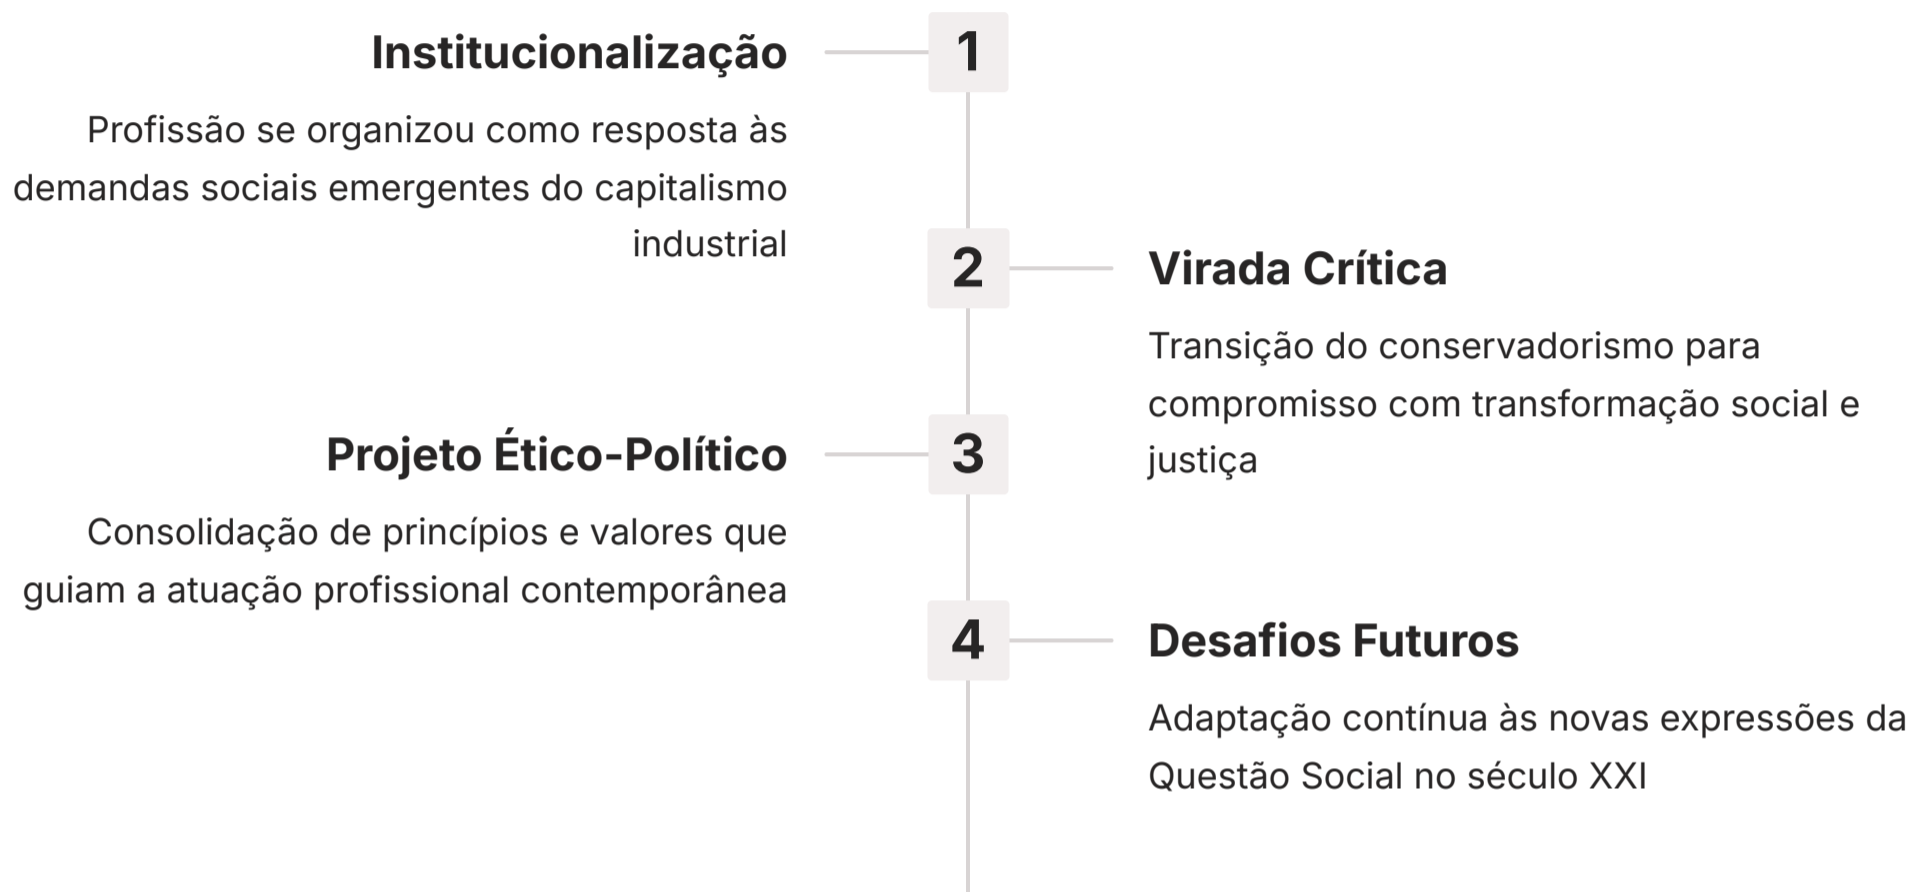 1
Institucionalização
Profissão se organizou como resposta às
demandas sociais emergentes do capitalismo
industrial
2
Virada Crítica
Transição do conservadorismo para
compromisso com transformação social e
justiça
3
Projeto Ético-Político
Consolidação de princípios e valores que
guiam a atuação profissional contemporânea
4
Desafios Futuros
Adaptação contínua às novas expressões da
Questão Social no século XXI